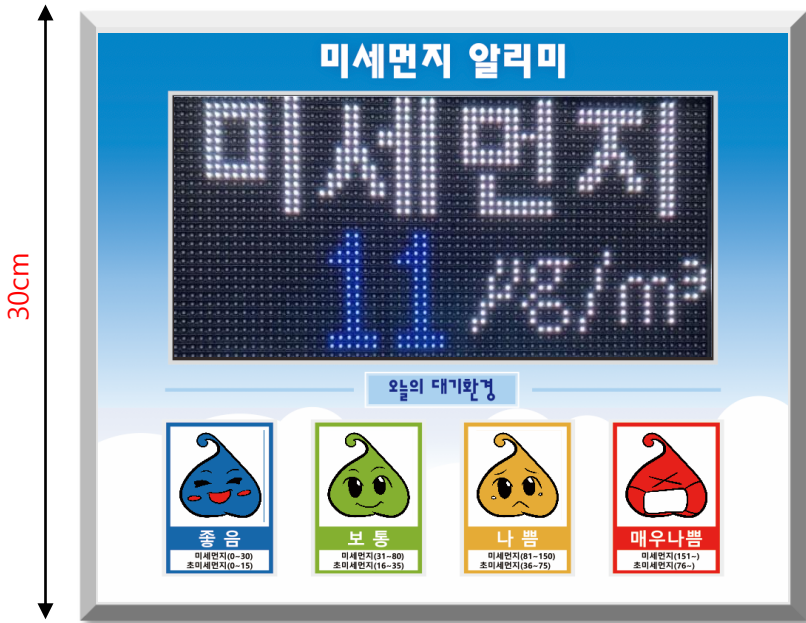 30cm
미세먼지 알리미
미세먼지
11 μg/m³
오늘의 대기환경
좋음
미세먼지(0~30)
초미세먼지(0~15)
보통
미세먼지(31~80)
초미세먼지(16~35)
나쁨
미세먼지(81~150)
초미세먼지(36~75)
매우나쁨
미세먼지(151~)
초미세먼지(76~)